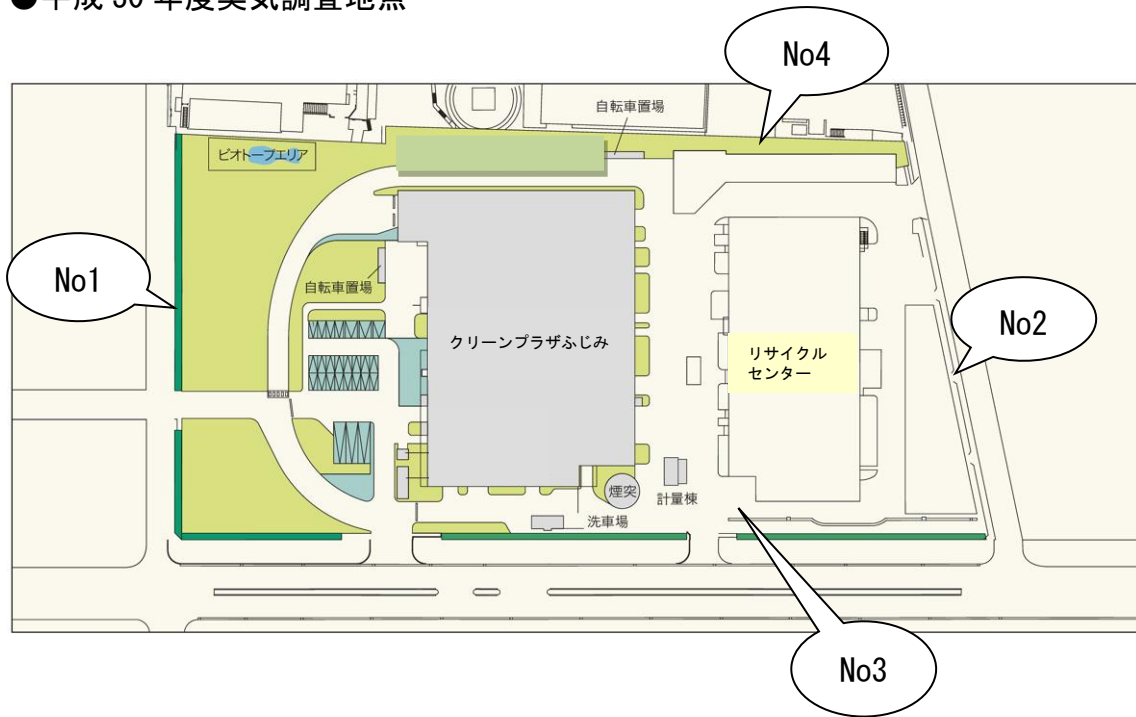 ●平成 30 年度臭気調査地点
No4
自転車置場
ビオトープエリア
No1
自転車置場
クリーンプラザふじみ
リサイクル
センター
No2
煙突
計量棟
洗車場
No3